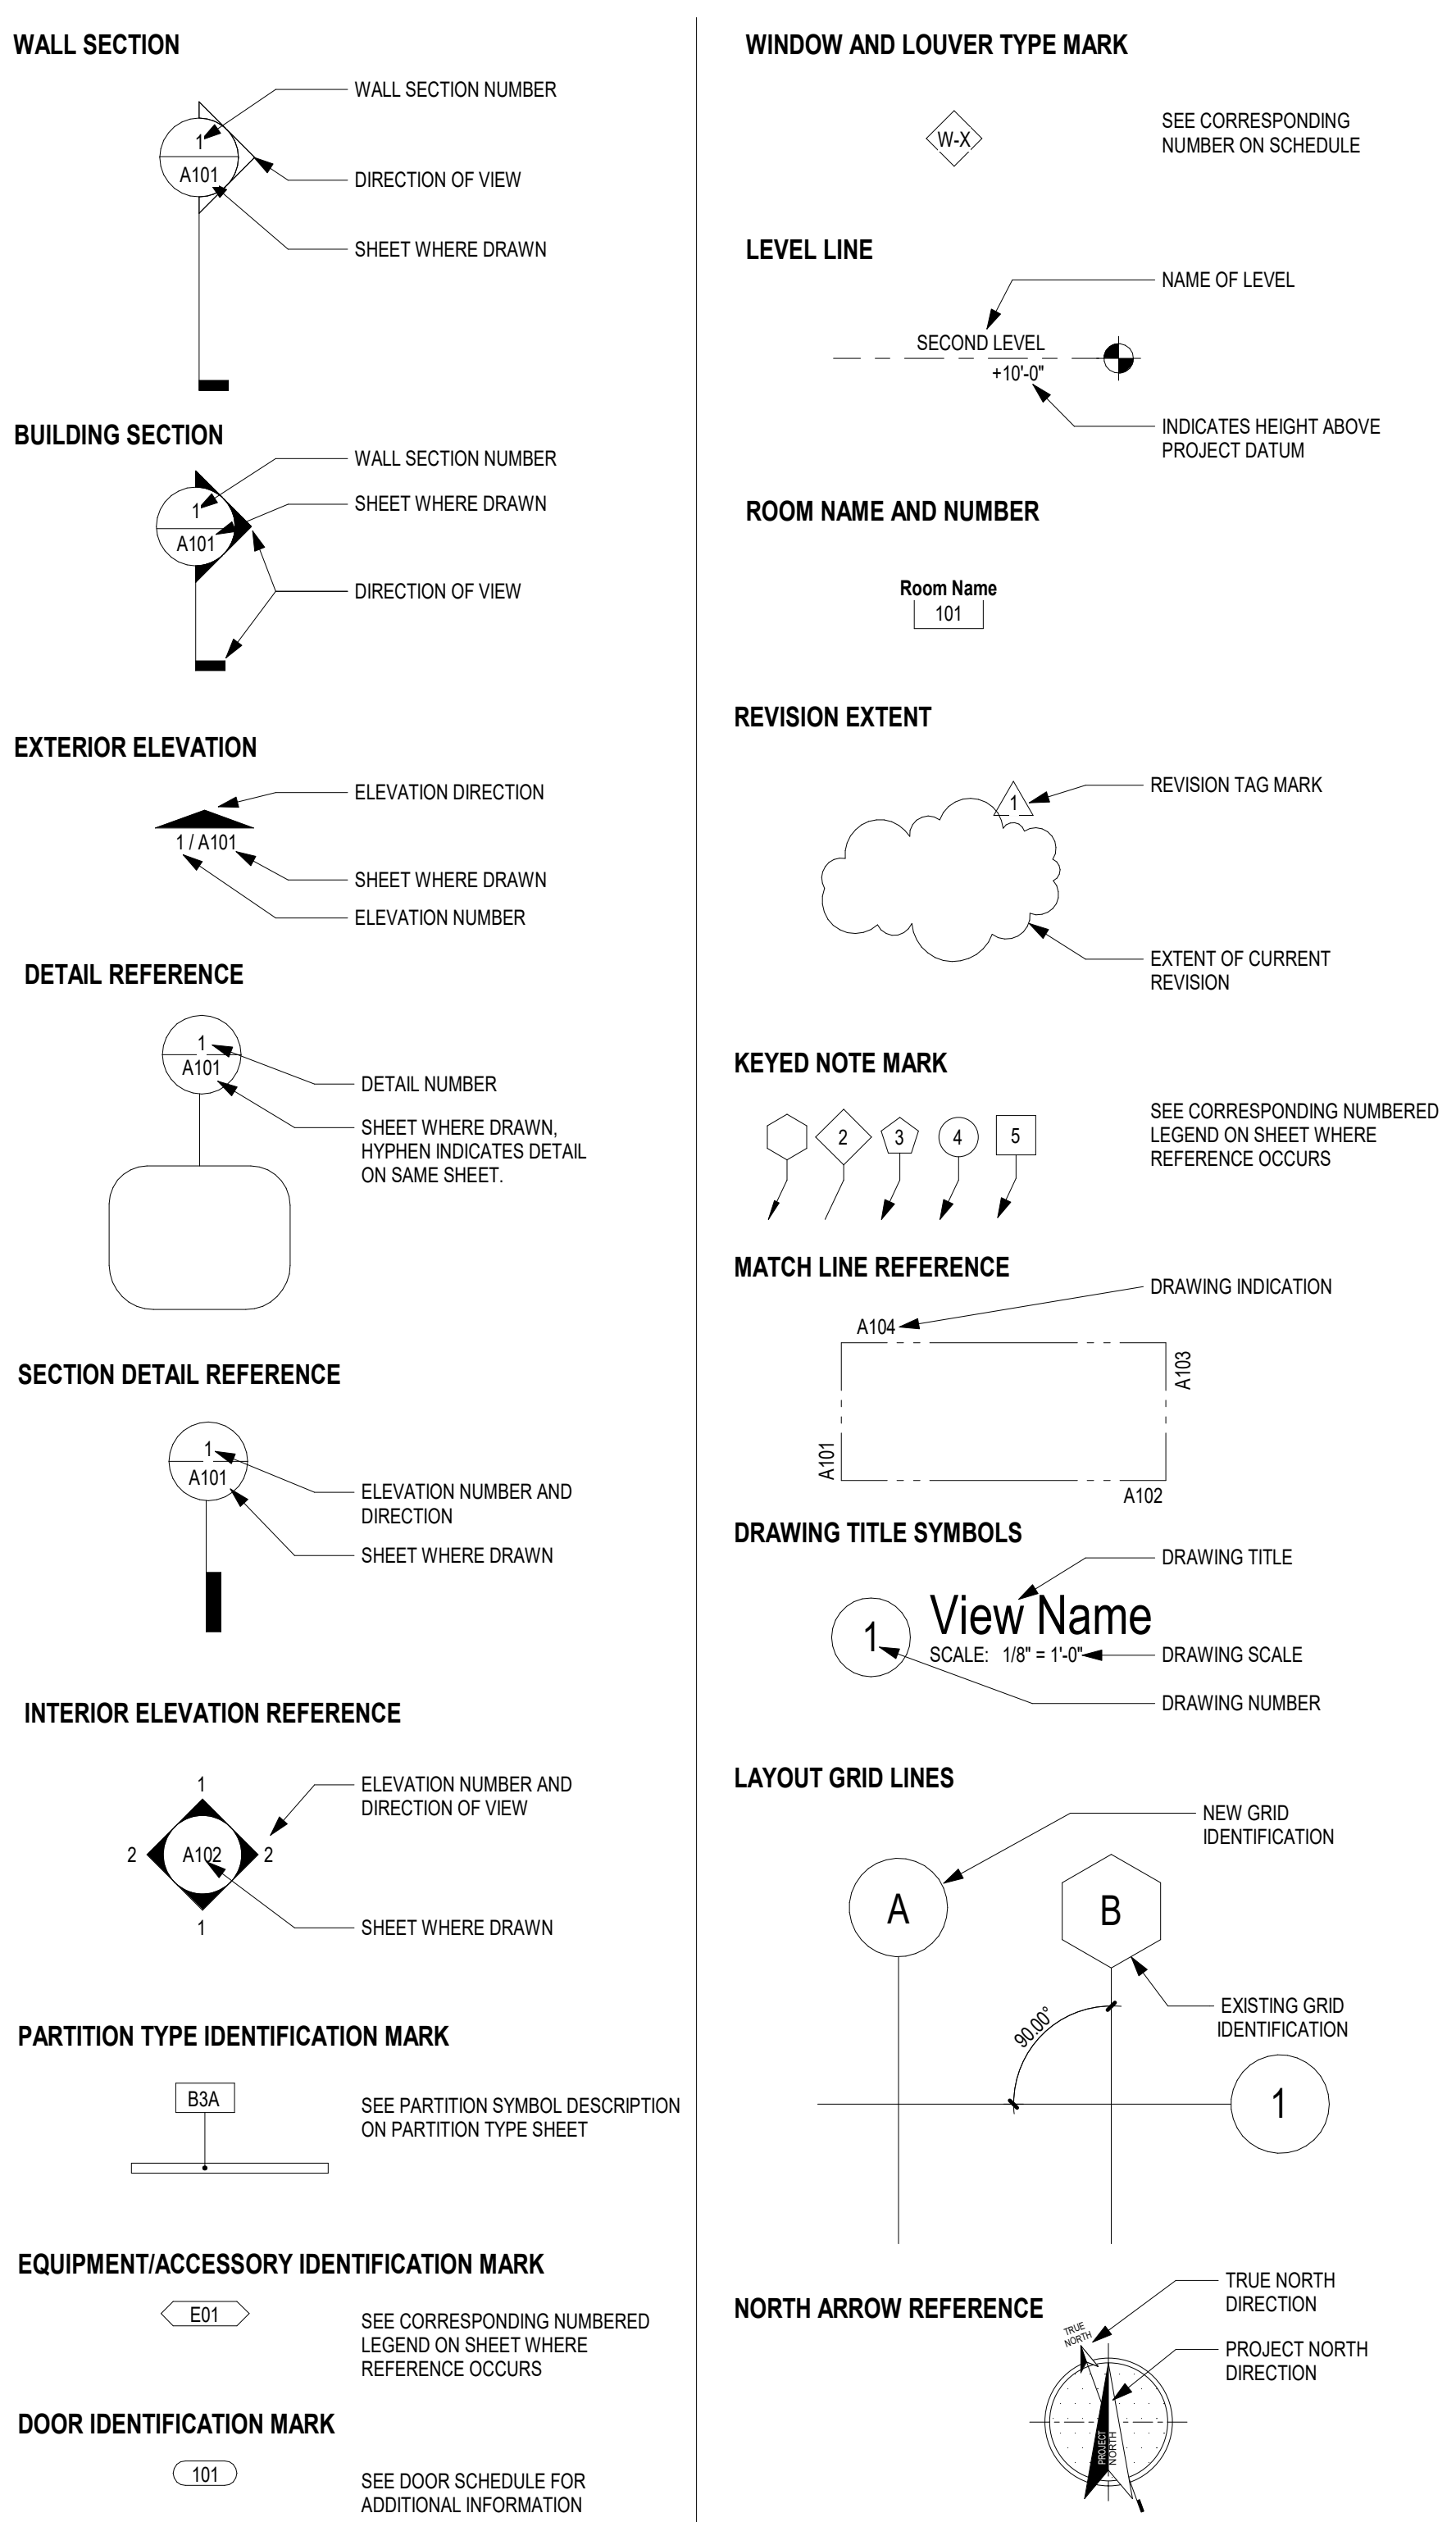 WALL SECTION
WALL SECTION NUMBER
1
A101
DIRECTION OF VIEW
SHEET WHERE DRAWN
BUILDING SECTION
WALL SECTION NUMBER
SHEET WHERE DRAWN
1
A101
DIRECTION OF VIEW
EXTERIOR ELEVATION
ELEVATION DIRECTION
1 / A101
SHEET WHERE DRAWN
ELEVATION NUMBER
DETAIL REFERENCE
1
A101
DETAIL NUMBER
SHEET WHERE DRAWN,
HYPHEN INDICATES DETAIL
ON SAME SHEET.
SECTION DETAIL REFERENCE
1
A101
ELEVATION NUMBER AND
DIRECTION
SHEET WHERE DRAWN
INTERIOR ELEVATION REFERENCE
1
ELEVATION NUMBER AND
DIRECTION OF VIEW
2
A102
2
1
SHEET WHERE DRAWN
PARTITION TYPE IDENTIFICATION MARK
B3A
SEE PARTITION SYMBOL DESCRIPTION
ON PARTITION TYPE SHEET
EQUIPMENT/ACCESSORY IDENTIFICATION MARK
E01
SEE CORRESPONDING NUMBERED
LEGEND ON SHEET WHERE
REFERENCE OCCURS
DOOR IDENTIFICATION MARK
101
SEE DOOR SCHEDULE FOR
ADDITIONAL INFORMATION
WINDOW AND LOUVER TYPE MARK
W-X
SEE CORRESPONDING
NUMBER ON SCHEDULE
LEVEL LINE
NAME OF LEVEL
SECOND LEVEL
+10'-0"
INDICATES HEIGHT ABOVE
PROJECT DATUM
ROOM NAME AND NUMBER
Room Name
101
REVISION EXTENT
REVISION TAG MARK
1
EXTENT OF CURRENT
REVISION
KEYED NOTE MARK
2
3
4
5
SEE CORRESPONDING NUMBERED
LEGEND ON SHEET WHERE
REFERENCE OCCURS
MATCH LINE REFERENCE
DRAWING INDICATION
A104
A103
A101
A102
DRAWING TITLE SYMBOLS
DRAWING TITLE
1
View Name
SCALE: 1/8" = 1'-0"
DRAWING SCALE
DRAWING NUMBER
LAYOUT GRID LINES
NEW GRID
IDENTIFICATION
A
B
EXISTING GRID
IDENTIFICATION
90.00°
1
NORTH ARROW REFERENCE
TRUE NORTH
DIRECTION
TRUE
NORTH
PROJECT NORTH
DIRECTION
PROJECT
NORTH